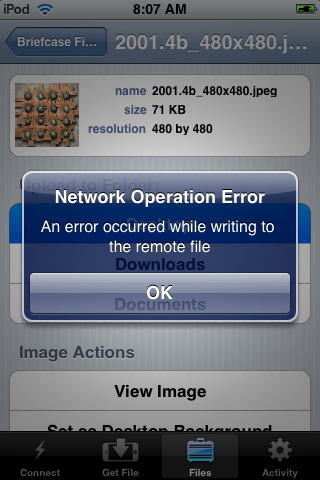 iPod 8:07 AM
Briefcase Fi... 2001.4b_480x480.j...
name 2001.4b_480x480.jpeg
size 71 KB
resolution 480 by 480
Upload to Folder:
Desktop
Network Operation Error
An error occurred while writing to
the remote file
Downloads
OK
Documents
Image Actions
View Image
Set as Desktop Background
Connect Get File Files Activity